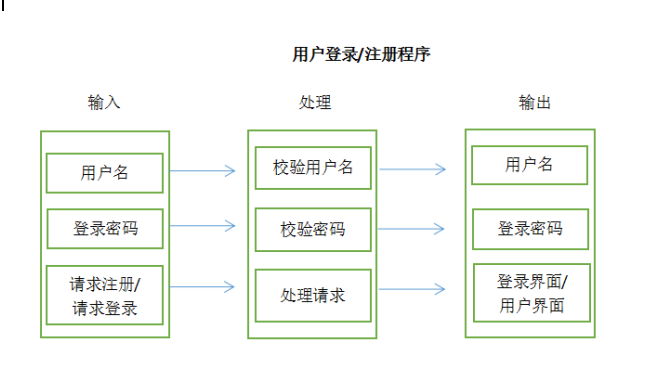 用户登录/注册程序
输入
处理
输出
用户名
校验用户名
用户名
登录密码
校验密码
登录密码
请求注册/
请求登录
处理请求
登录界面/
用户界面